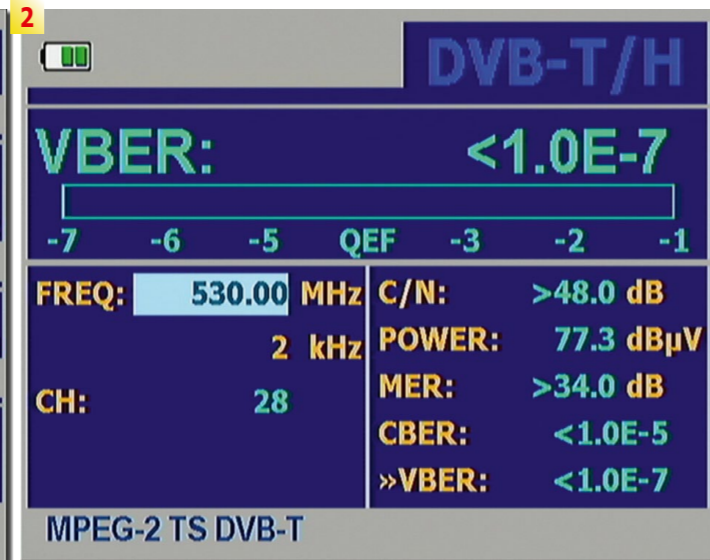 2
DVB-T/H
VBER: <1.0E-7
-7 -6 -5 QEF -3 -2 -1
FREQ: 530.00 MHz
2 kHz
CH: 28
C/N: >48.0 dB
POWER: 77.3 dBµV
MER: >34.0 dB
CBER: <1.0E-5
»VBER: <1.0E-7
MPEG-2 TS DVB-T